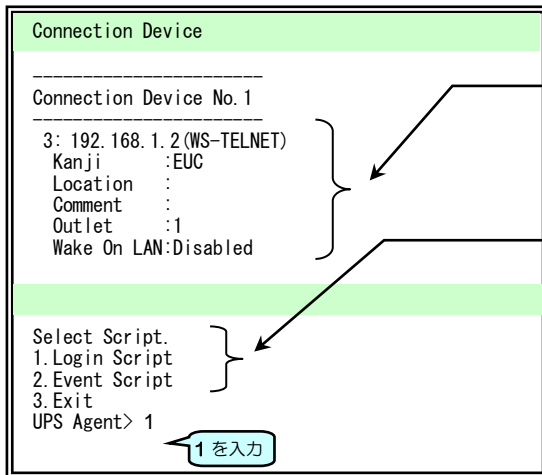 Connection Device
-----------------------
Connection Device No.1
-----------------------
3: 192.168.1.2(WS-TELNET)
Kanji :EUC
Location :
Comment :
Outlet :1
Wake On LAN:Disabled
Select Script.
1.Login Script
2.Event Script
3.Exit
UPS Agent> 1
1 を入力